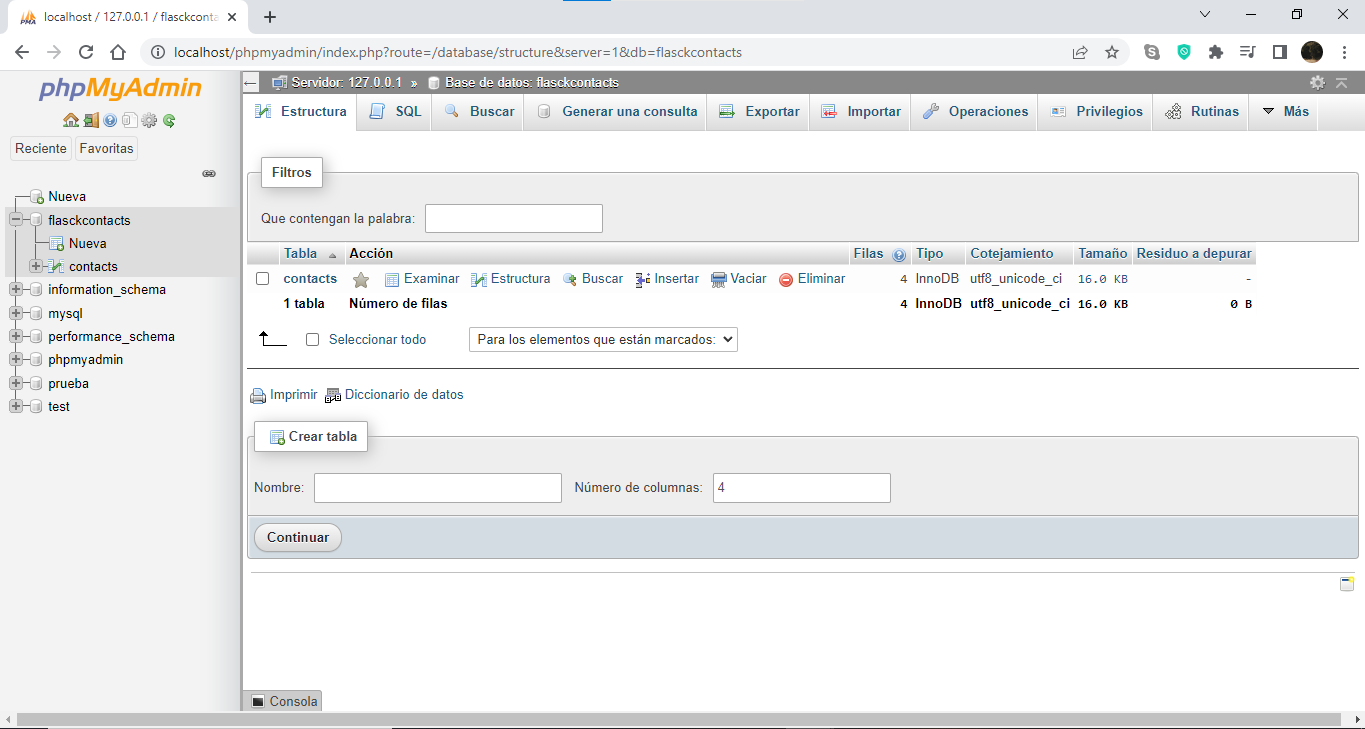 localhost / 127.0.0.1 / flasckconta
localhost/phpmyadmin/index.php?route=/database/structure&server=1&db=flasckcontacts
phpMyAdmin
Reciente Favoritas
Nueva
flasckcontacts
Nueva
contacts
information_schema
mysql
performance_schema
phpmyadmin
prueba
test
Servidor: 127.0.0.1 » Base de datos: flasckcontacts
Estructura SQL Buscar Generar una consulta Exportar Importar Operaciones Privilegios Rutinas Más
Filtros
Que contengan la palabra:
Tabla Acción Filas Tipo Cotejamiento Tamaño Residuo a depurar
contacts Examinar Estructura Buscar Insertar Vaciar Eliminar 4 InnoDB utf8_unicode_ci 16.0 KB -
1 tabla Número de filas 4 InnoDB utf8_unicode_ci 16.0 KB 0 B
Seleccionar todo Para los elementos que están marcados:
Imprimir Diccionario de datos
Crear tabla
Nombre: Número de columnas: 4
Continuar
Consola